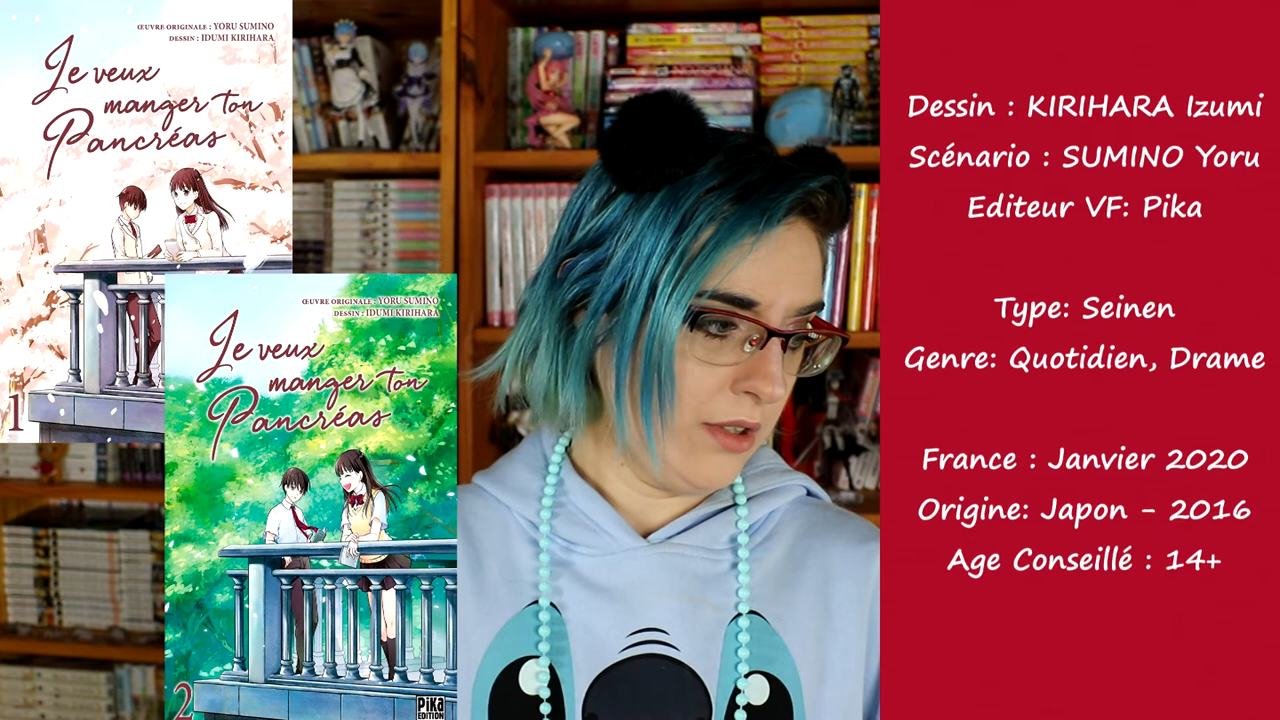 ŒUVRE ORIGINALE : YORU SUMINO
DESSIN : IDUMI KIRIHARA
Je veux
manger ton
Pancréas
1
ŒUVRE ORIGINALE : YORU SUMINO
DESSIN : IDUMI KIRIHARA
Je veux
manger ton
Pancréas
2
PIKA
EDITION
Dessin : KIRIHARA Izumi
Scénario : SUMINO Yoru
Editeur VF: Pika
Type: Seinen
Genre: Quotidien, Drame
France : Janvier 2020
Origine: Japon - 2016
Age Conseillé : 14+